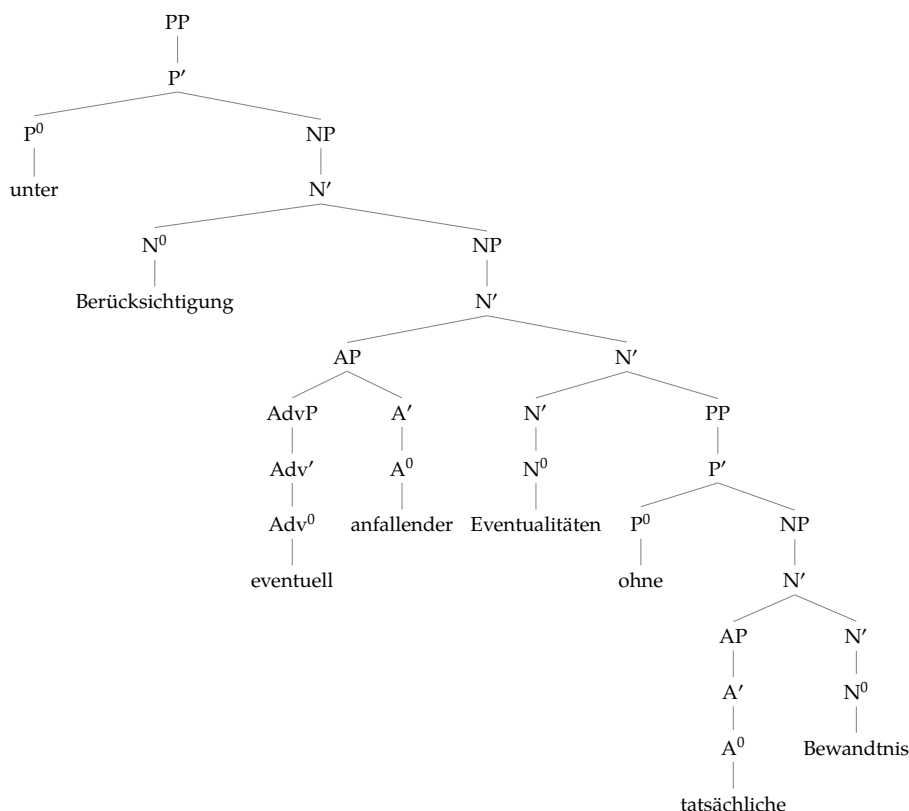 PP
P′
P⁰ NP
unter N′
N⁰ NP
Berücksichtigung N′
AP N′
AdvP A′ N′ PP
Adv′ A⁰ N⁰ P′
Adv⁰ anfallender Eventualitäten P⁰ NP
eventuell ohne N′
AP N′
A′ N⁰
A⁰ Bewandtnis
tatsächliche